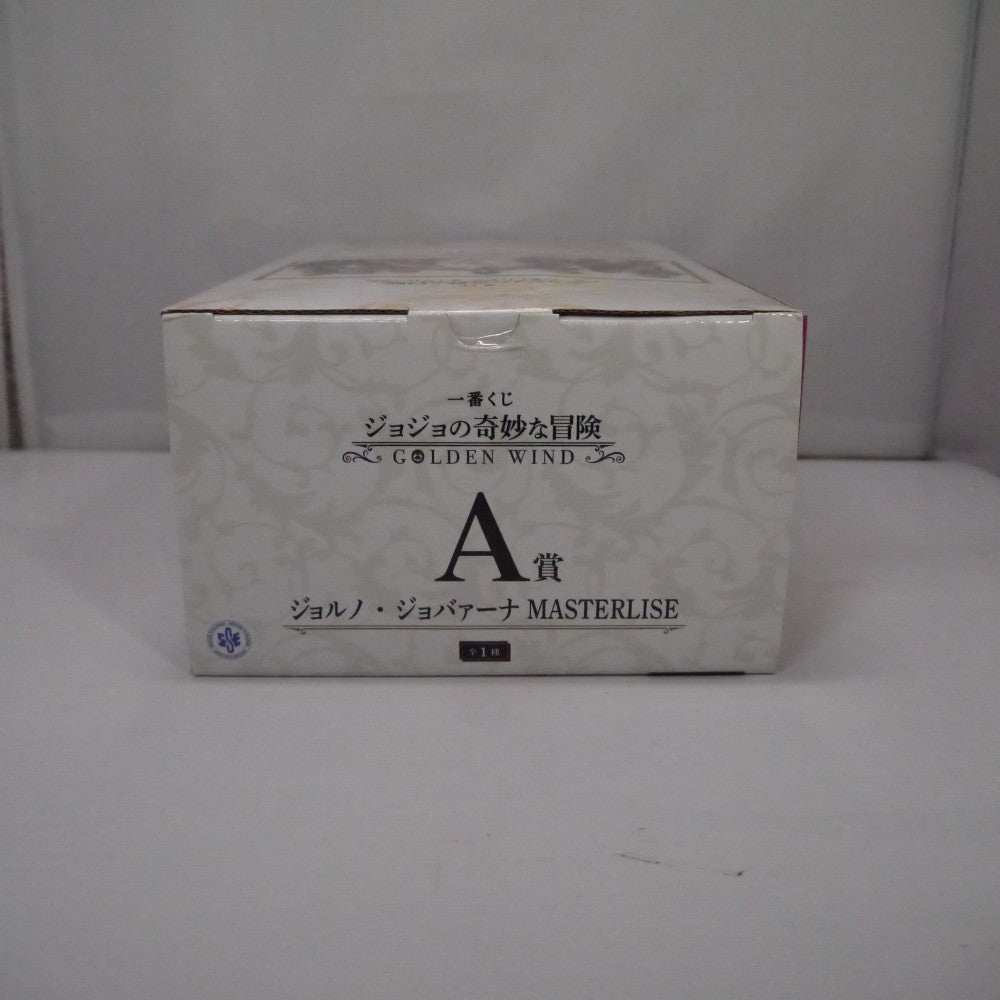 一番くじ
ジョジョの奇妙な冒険
GOLDEN WIND
A賞
ジョルノ・ジョバァーナ MASTERLISE
全1種